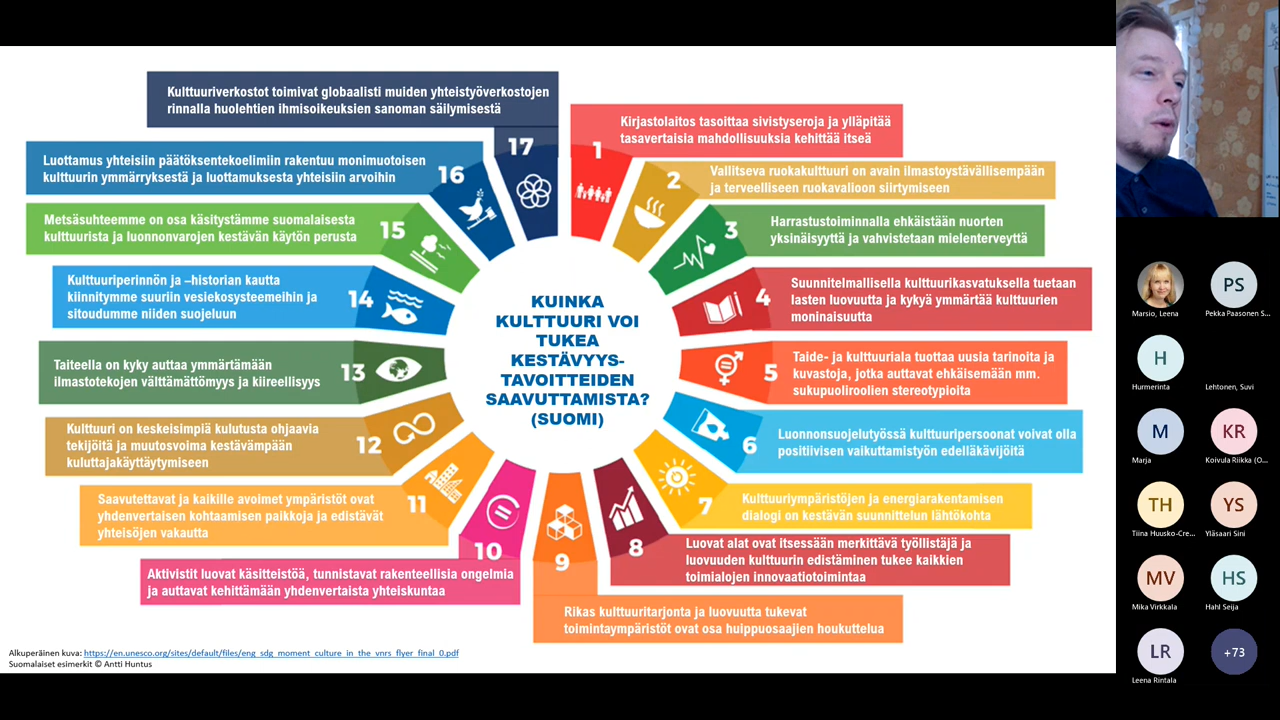 Kulttuuriverkostot toimivat globaalisti muiden yhteistyöverkostojen
rinnalla huolehtien ihmisoikeuksien sanoman säilymisestä
17
Kirjastolaitos tasoittaa sivistyseroja ja ylläpitää
tasavertaisia mahdollisuuksia kehittää itseä
1
Luottamus yhteisiin päätöksentekoelimiin rakentuu monimuotoisen
kulttuurin ymmärryksestä ja luottamuksesta yhteisiin arvoihin
16
Vallitseva ruokakulttuuri on avain ilmastoystävällisempään
ja terveelliseen ruokavalioon siirtymiseen
2
Metsäsuhteemme on osa käsitystämme suomalaisesta
kulttuurista ja luonnonvarojen kestävän käytön perusta
15
Harrastustoiminnalla ehkäistään nuorten
yksinäisyyttä ja vahvistetaan mielenterveyttä
3
Kulttuuriperinnön ja –historian kautta
kiinnitymme suuriin vesiekosysteemeihin ja
sitoudumme niiden suojeluun
14
Suunnitelmallisella kulttuurikasvatuksella tuetaan
lasten luovuutta ja kykyä ymmärtää kulttuurien
moninaisuutta
4
Taiteella on kyky auttaa ymmärtämään
ilmastotekojen välttämättömyys ja kiireellisyys
13
Taide- ja kulttuuriala tuottaa uusia tarinoita ja
kuvastoja, jotka auttavat ehkäisemään mm.
sukupuoliroolien stereotypioita
5
Kulttuuri on keskeisimpiä kulutusta ohjaavia
tekijöitä ja muutosvoima kestävämpään
kuluttajakäyttäytymiseen
12
Luonnonsuojelutyössä kulttuuripersoonat voivat olla
positiivisen vaikuttamistyön edelläkävijöitä
6
Saavutettavat ja kaikille avoimet ympäristöt ovat
yhdenvertaisen kohtaamisen paikkoja ja edistävät
yhteisöjen vakautta
11
Kulttuuriympäristöjen ja energiarakentamisen
dialogi on kestävän suunnittelun lähtökohta
7
Aktivistit luovat käsitteistöä, tunnistavat rakenteellisia ongelmia
ja auttavat kehittämään yhdenvertaista yhteiskuntaa
10
Luovat alat ovat itsessään merkittävä työllistäjä ja
luovuuden kulttuurin edistäminen tukee kaikkien
toimialojen innovaatiotoimintaa
8
Rikas kulttuuritarjonta ja luovuutta tukevat
toimintaympäristöt ovat osa huippuosaajien houkuttelua
9
KUINKA
KULTTUURI VOI
TUKEA
KESTÄVYYS-
TAVOITTEIDEN
SAAVUTTAMISTA?
(SUOMI)
Alkuperäinen kuva: https://en.unesco.org/sites/default/files/eng_sdg_moment_culture_in_the_vnrs_flyer_final_0.pdf
Suomalaiset esimerkit © Antti Huntus
Marsio, Leena
PS
Pekka Paasonen S...
H
Hurmerinta
Lehtonen, Suvi
M
Marja
KR
Koivula Riikka (O...
TH
Tiina Huusko-Cre...
YS
Yläsaari Sini
MV
Mika Virkkala
HS
Hahl Seija
LR
Leena Rintala
+73